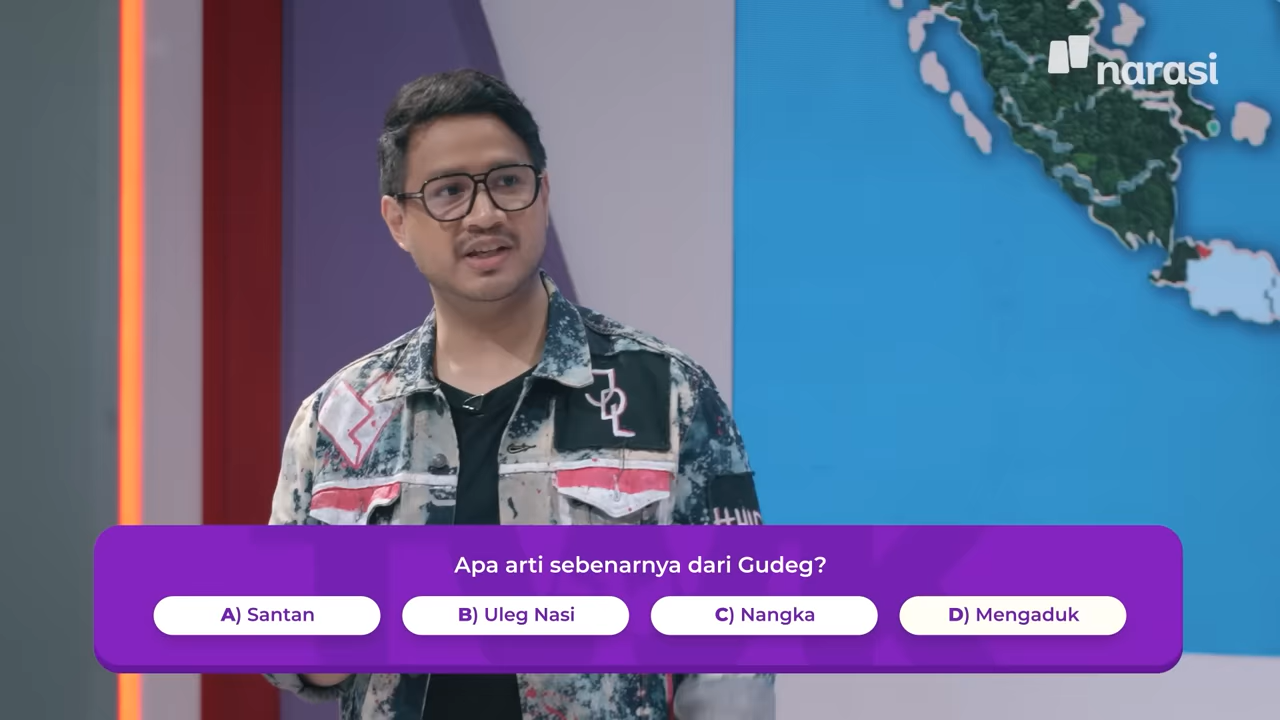 narasi
Apa arti sebenarnya dari Gudeg?
A) Santan
B) Uleg Nasi
C) Nangka
D) Mengaduk